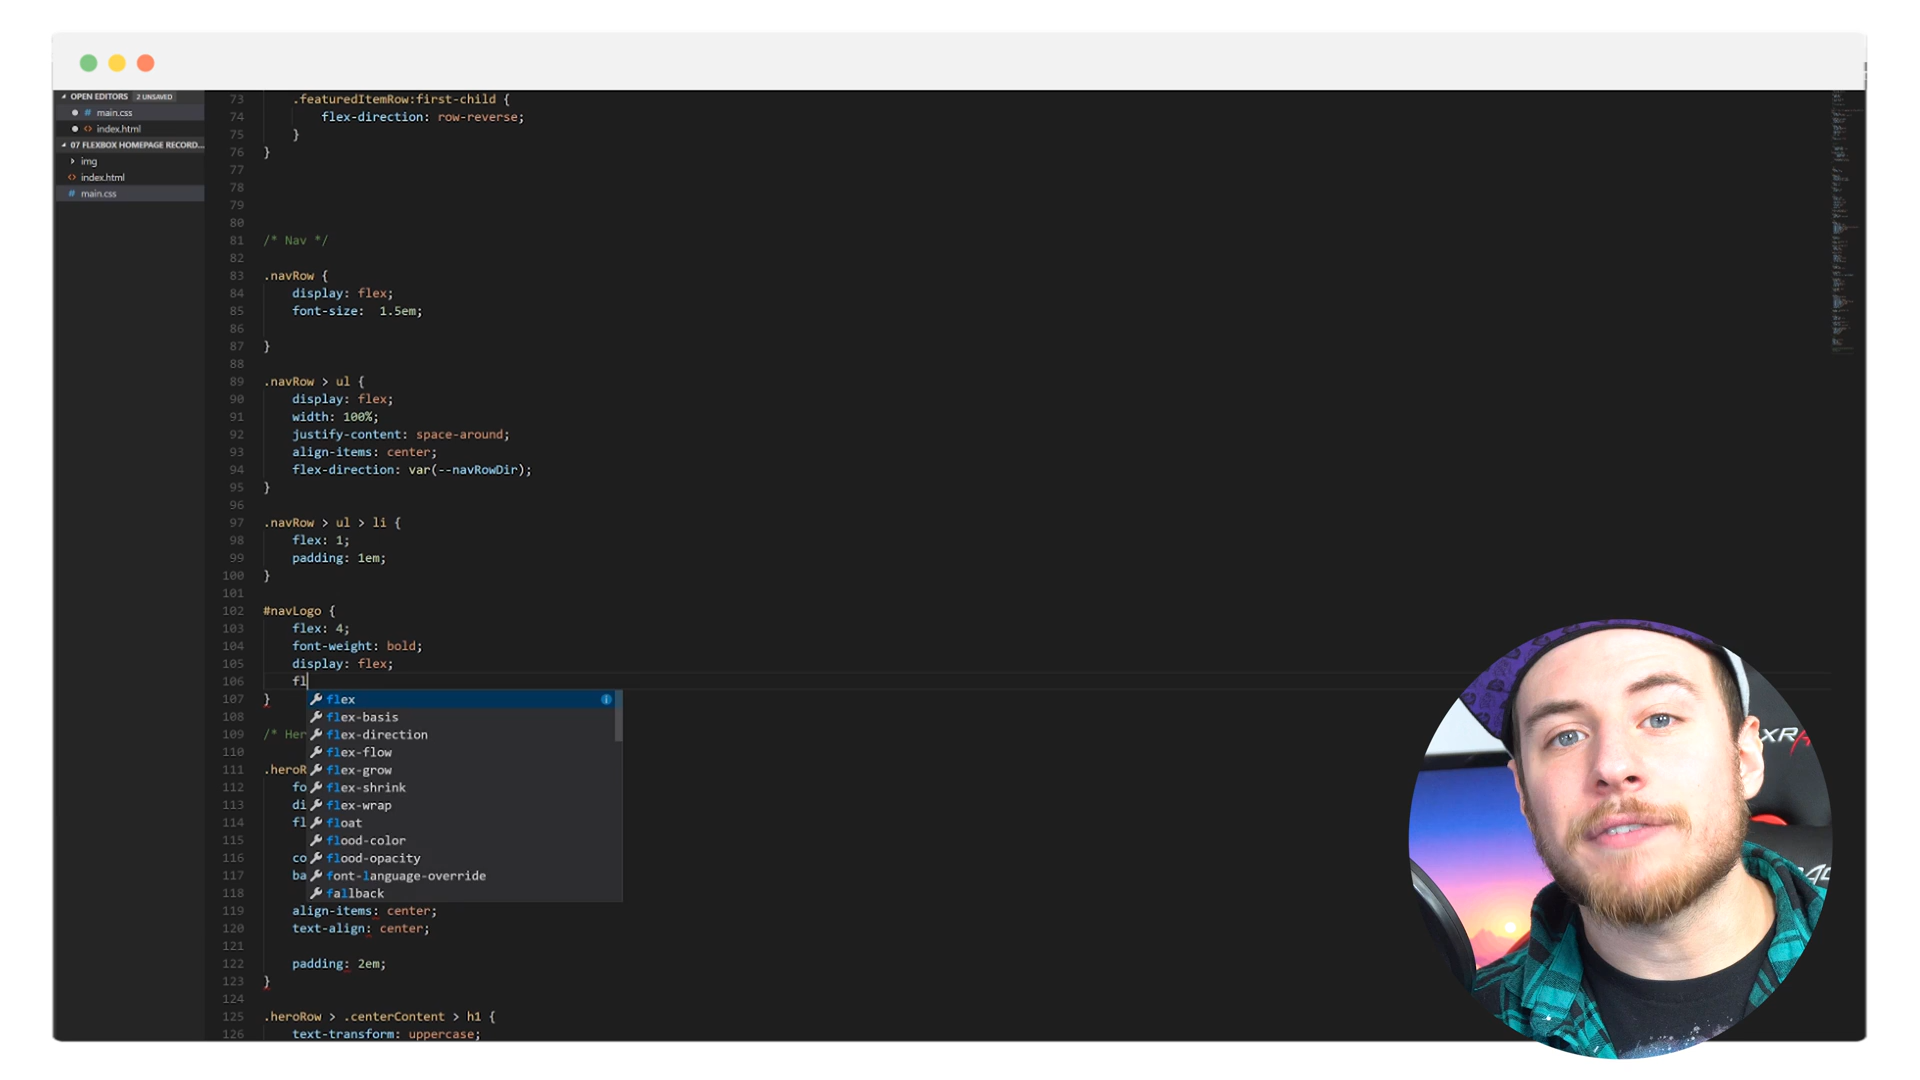 OPEN EDITORS 2 UNSAVED
# main.css
<> index.html
07 FLEXBOX HOMEPAGE RECORD...
img
<> index.html
# main.css
73 .featuredItemRow:first-child {
74 flex-direction: row-reverse;
75 }
76 }
77
78
79
80
81 /* Nav */
82
83 .navRow {
84 display: flex;
85 font-size: 1.5em;
86
87 }
88
89 .navRow > ul {
90 display: flex;
91 width: 100%;
92 justify-content: space-around;
93 align-items: center;
94 flex-direction: var(--navRowDir);
95 }
96
97 .navRow > ul > li {
98 flex: 1;
99 padding: 1em;
100 }
101
102 #navLogo {
103 flex: 4;
104 font-weight: bold;
105 display: flex;
106 fl
107 } flex
108 flex-basis
109 /* Her flex-direction
110 flex-flow
111 .heroR flex-grow
112 fo flex-shrink
113 di flex-wrap
114 fl float
115 flood-color
116 co flood-opacity
117 ba font-language-override
118 fallback
119 align-items: center;
120 text-align: center;
121
122 padding: 2em;
123 }
124
125 .heroRow > .centerContent > h1 {
126 text-transform: uppercase;
XR